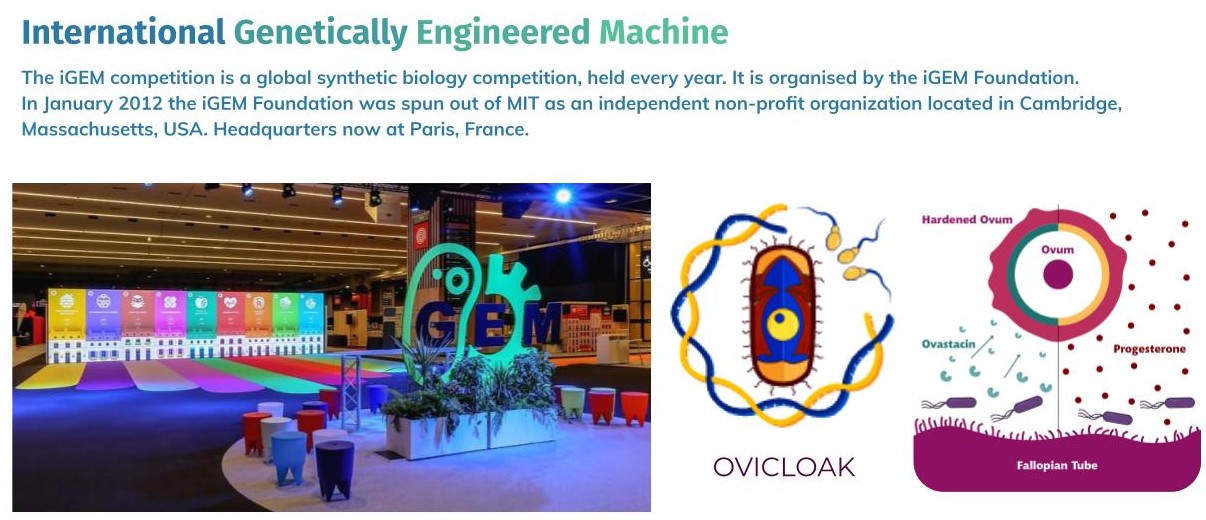 International Genetically Engineered Machine
The iGEM competition is a global synthetic biology competition, held every year. It is organised by the iGEM Foundation.
In January 2012 the iGEM Foundation was spun out of MIT as an independent non-profit organization located in Cambridge,
Massachusetts, USA. Headquarters now at Paris, France.
iGEM
OVICLOAK
Hardened Ovum
Ovum
Ovastacin
Progesterone
Fallopian Tube